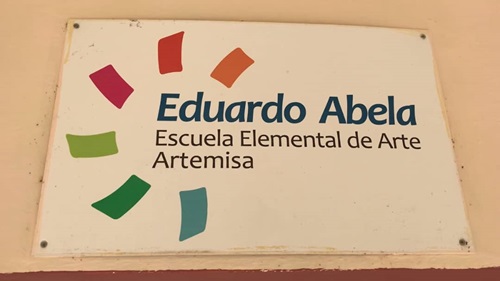 Eduardo Abela
Escuela Elemental de Arte
Artemisa